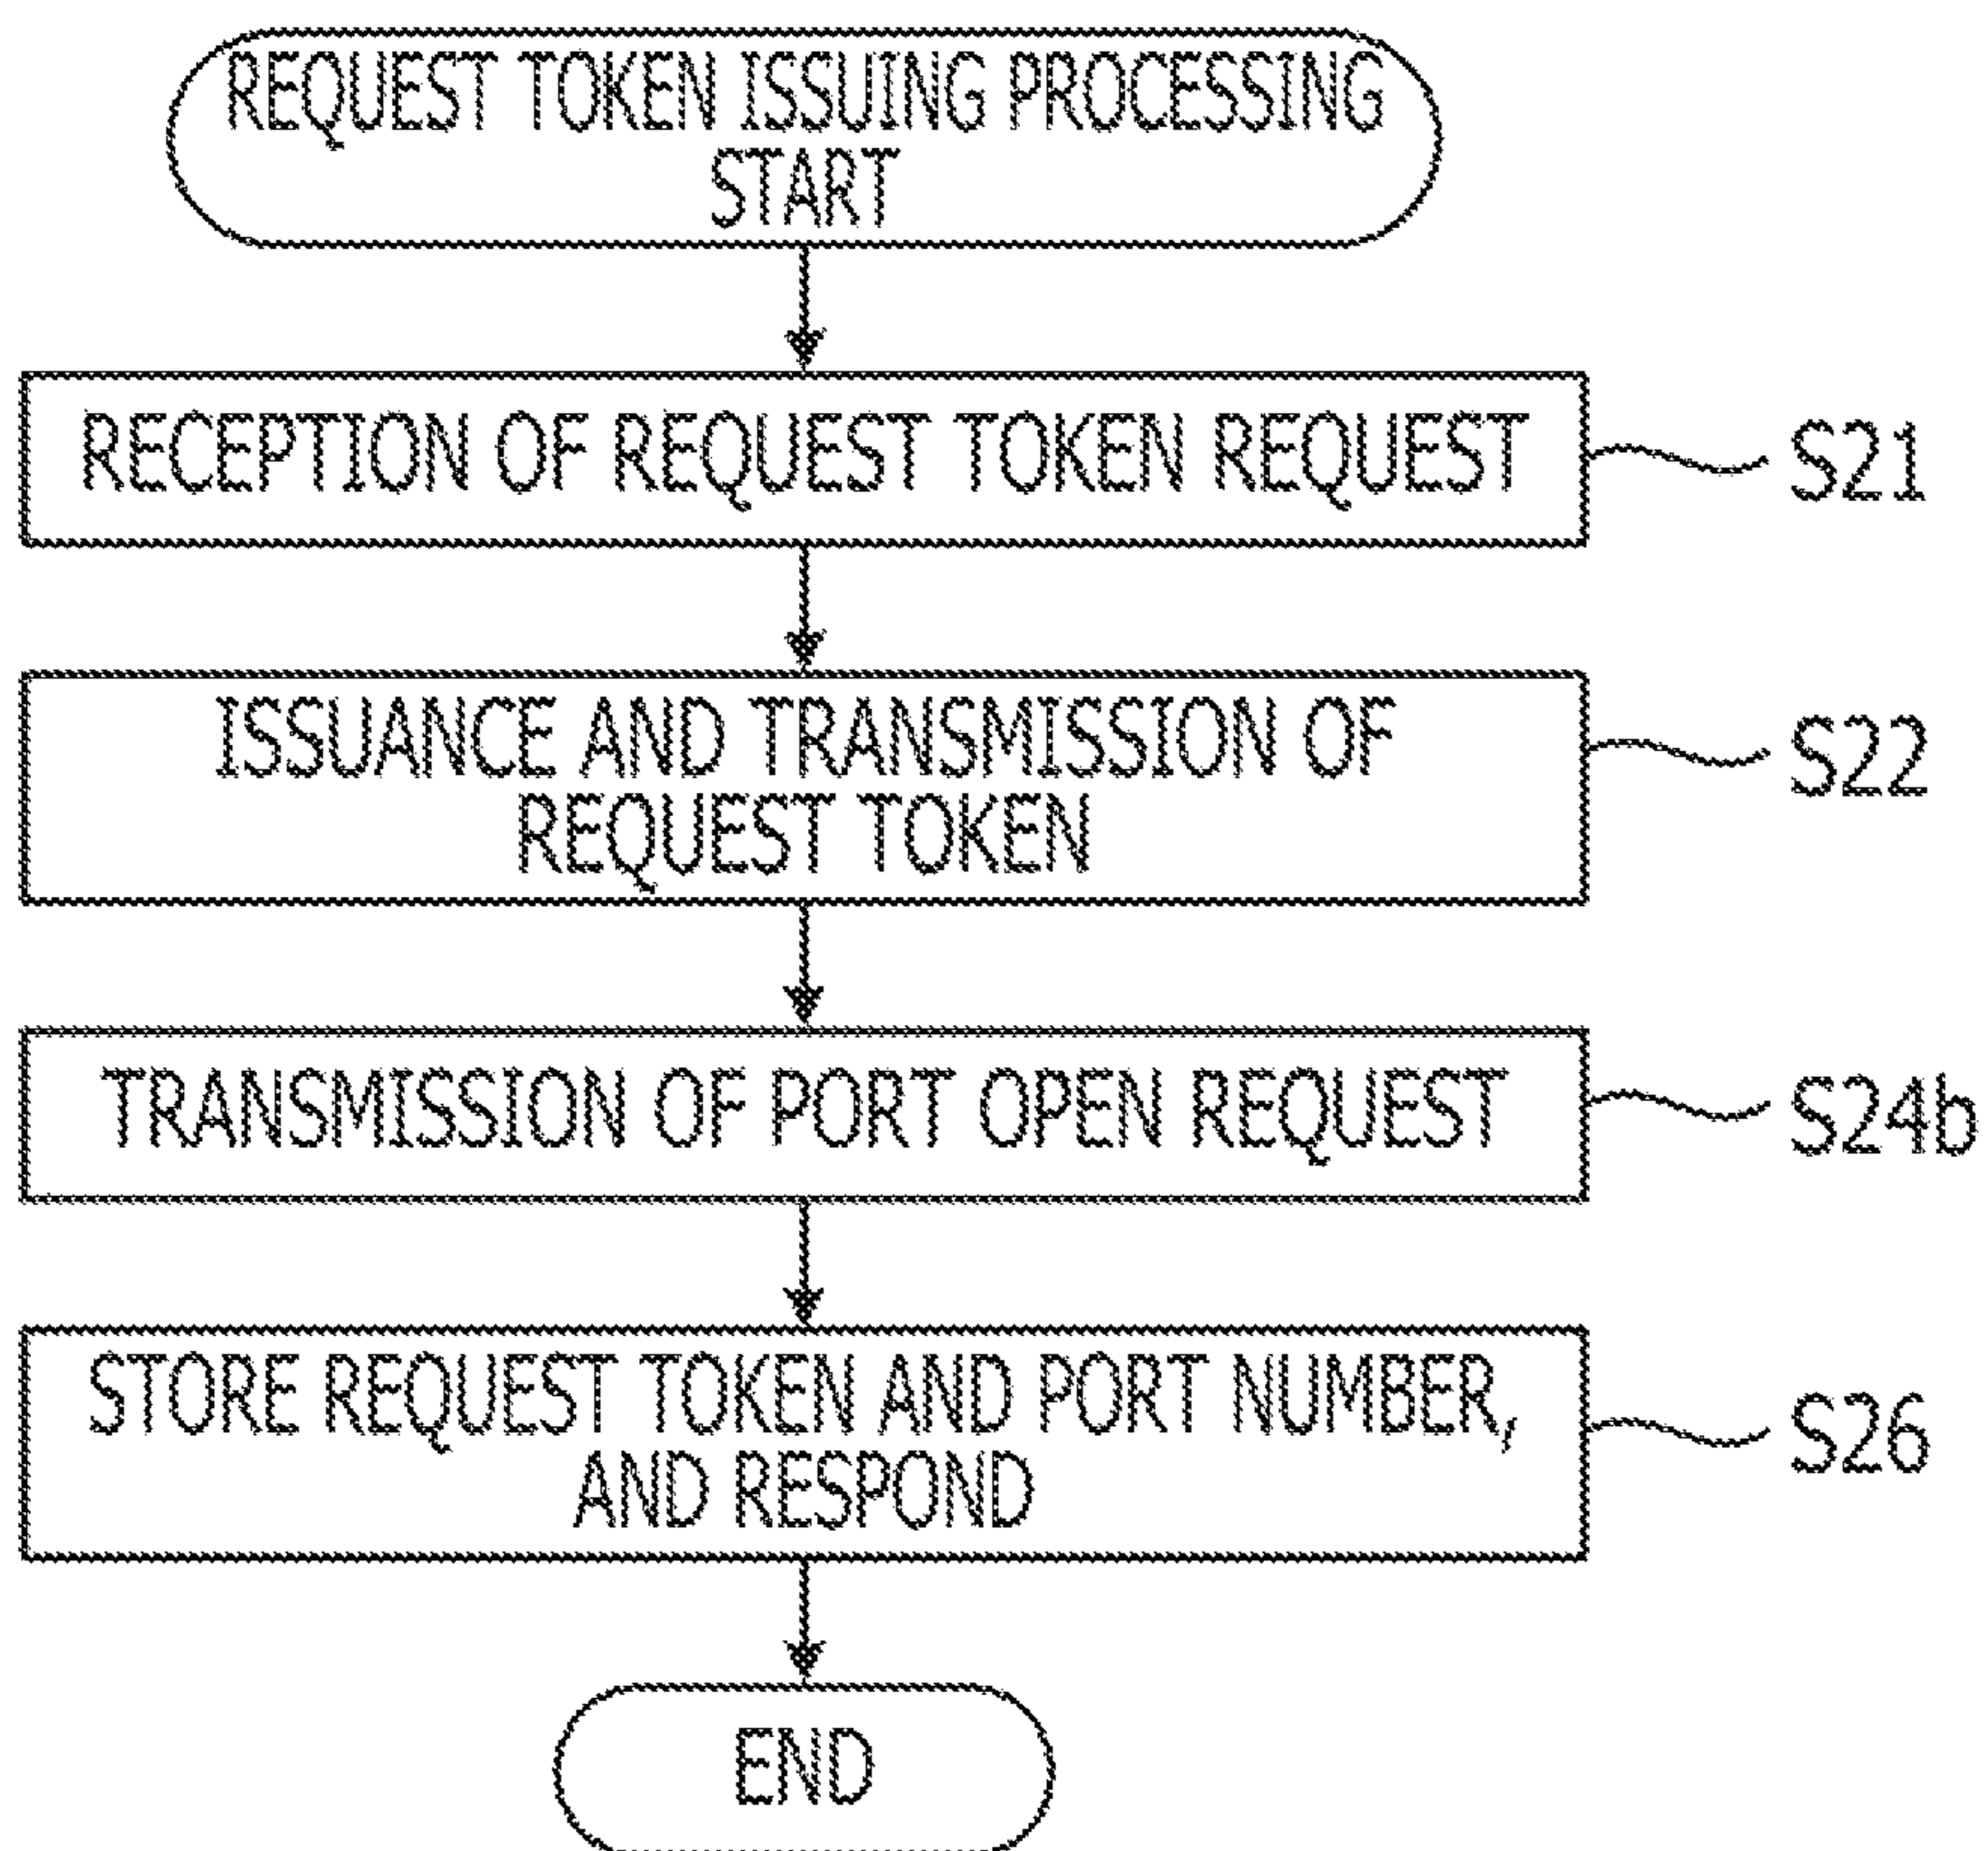 REQUEST TOKEN ISSUING PROCESSING
START
RECEPTION OF REQUEST TOKEN REQUEST
S21
ISSUANCE AND TRANSMISSION OF
REQUEST TOKEN
S22
TRANSMISSION OF PORT OPEN REQUEST
S24b
STORE REQUEST TOKEN AND PORT NUMBER,
AND RESPOND
S26
END